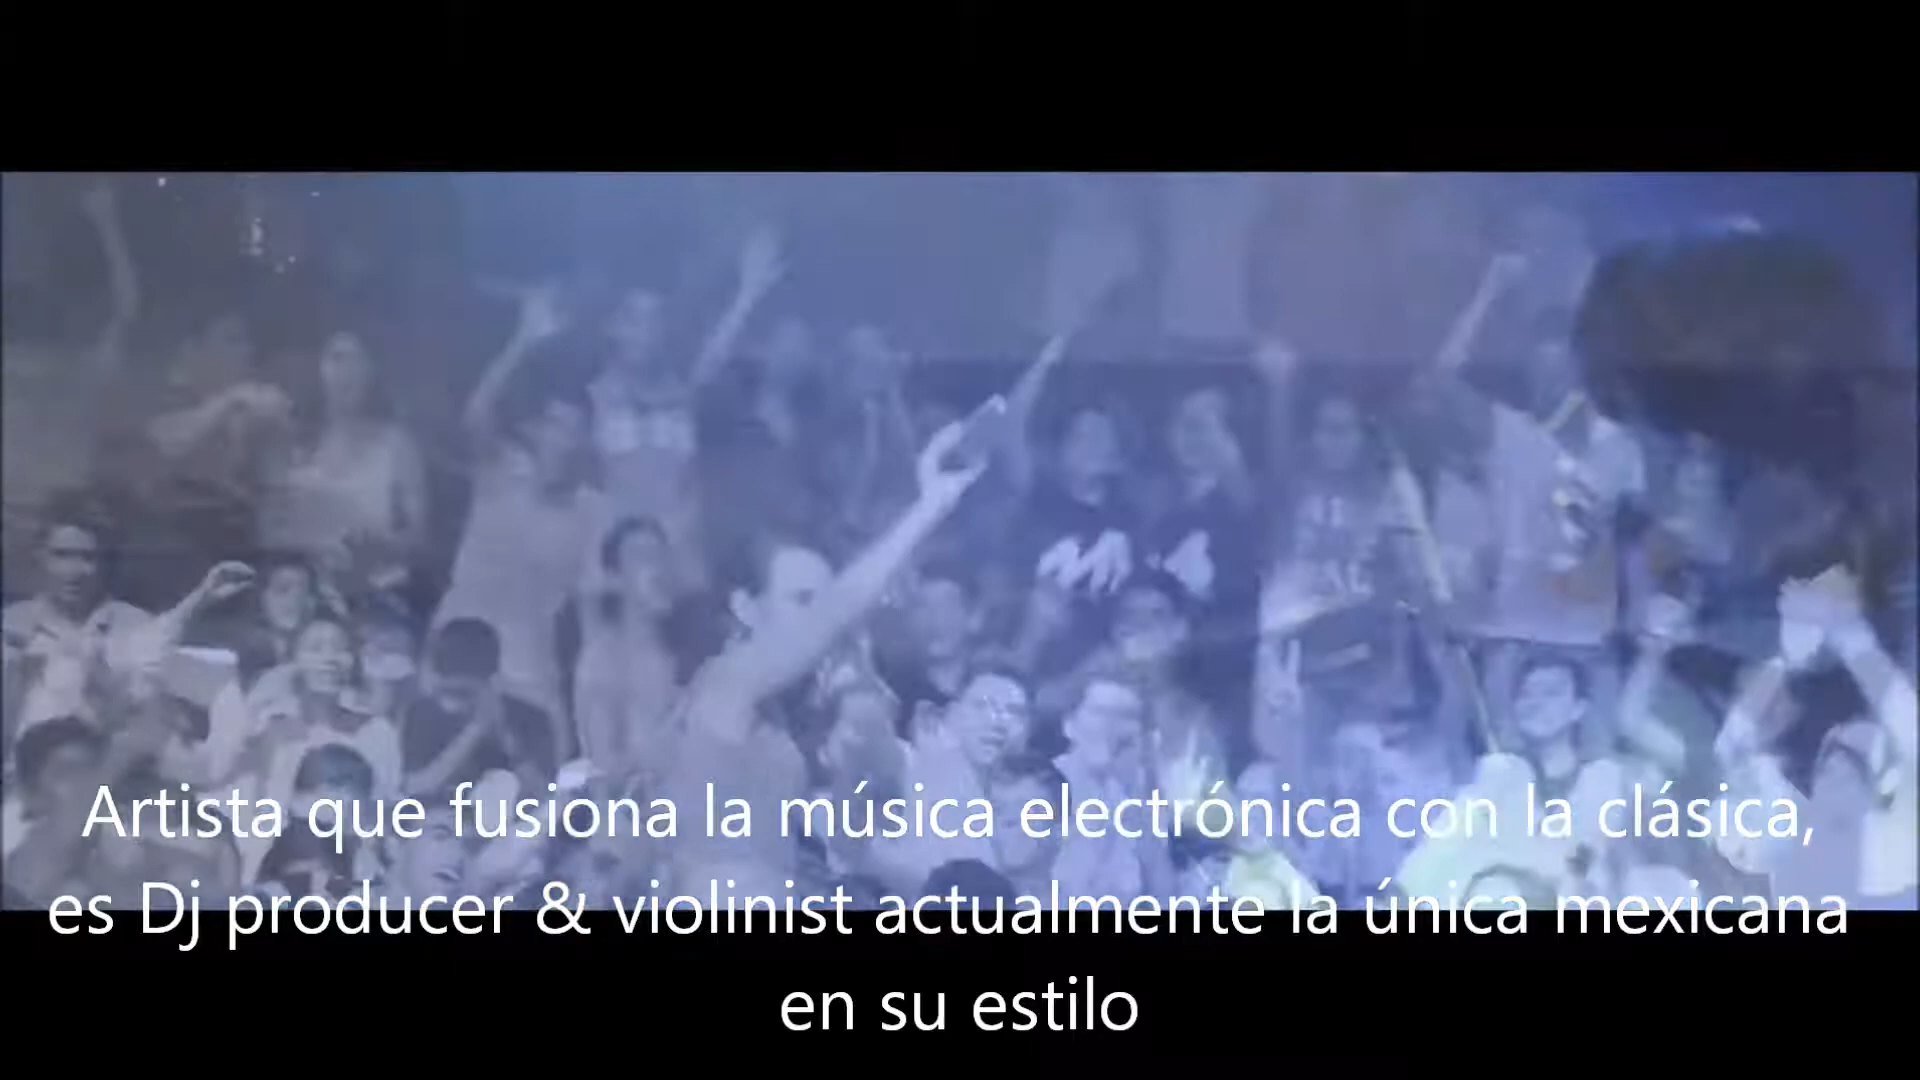 Artista que fusiona la música electrónica con la clásica,
es Dj producer & violinist actualmente la única mexicana
en su estilo